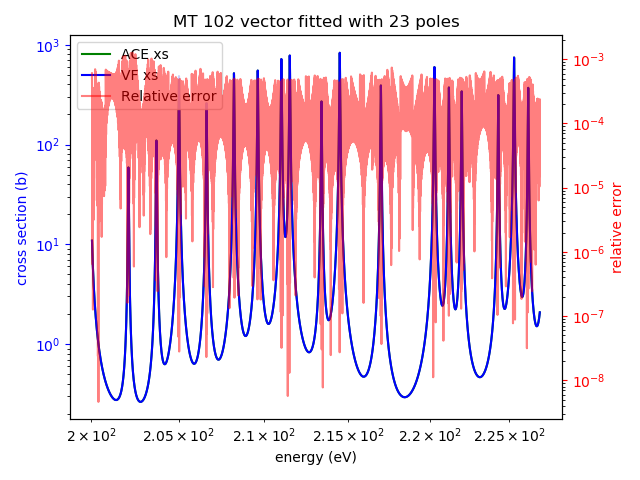 MT 102 vector fitted with 23 poles
ACE xs
VF xs
Relative error
10³
10²
10¹
10⁰
cross section (b)
10⁻³
10⁻⁴
10⁻⁵
10⁻⁶
10⁻⁷
10⁻⁸
relative error
2 × 10² 2.05 × 10² 2.1 × 10² 2.15 × 10² 2.2 × 10² 2.25 × 10²
energy (eV)